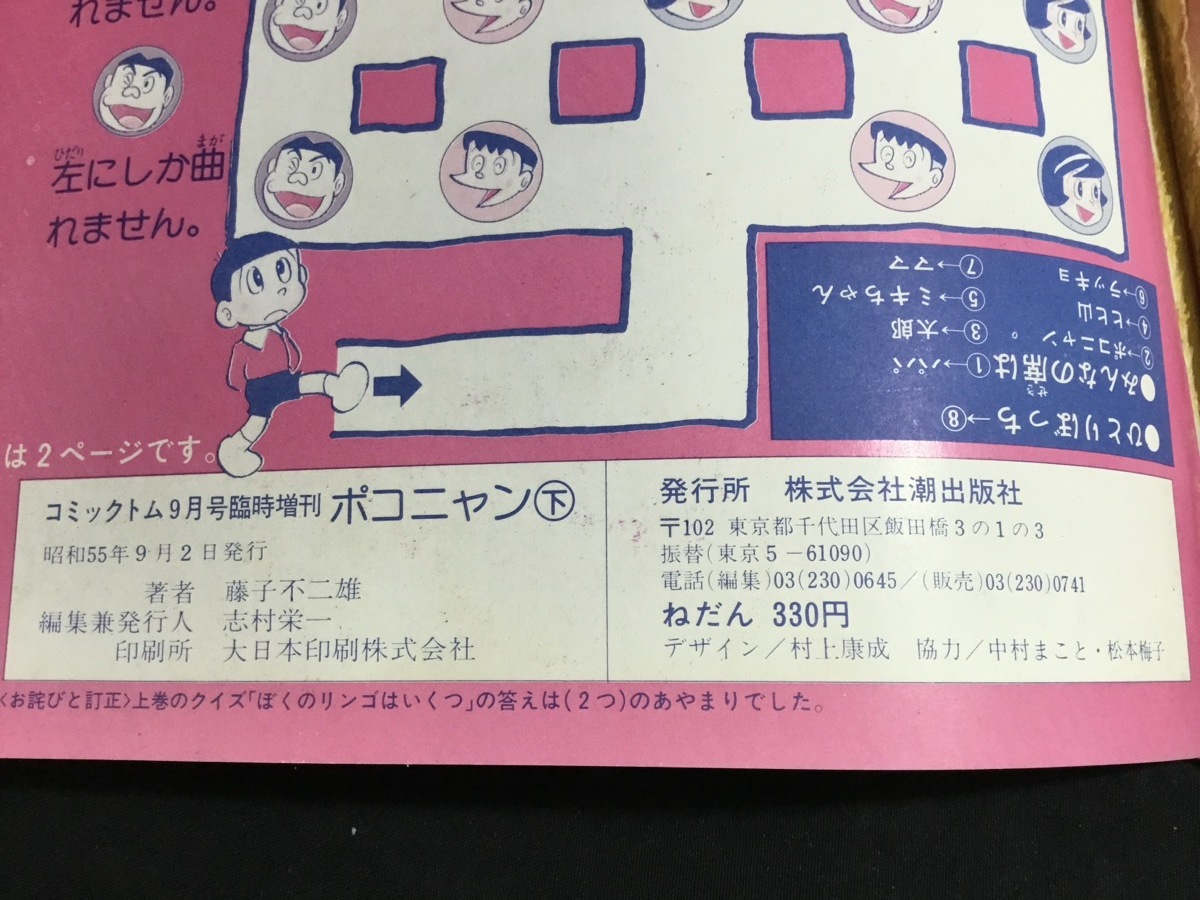 れません。
左にしか曲
ひだり
まが
れません。
●ひとりぼっち→⑧
●みんなの席は①→パパ
せき
②→ポコニャン
③→太郎
④→ヒヒ山
⑤→ミキちゃん
⑥→ラッキョ
⑦→ママ
は2ページです。
コミックトム9月号臨時増刊 ポコニャン㊦
昭和55年9月2日発行
著者 藤子不二雄
編集兼発行人 志村栄一
印刷所 大日本印刷株式会社
発行所 株式会社潮出版社
〒102 東京都千代田区飯田橋3の1の3
振替(東京5-61090)
電話(編集)03(230)0645/(販売)03(230)0741
ねだん 330円
デザイン/村上康成 協力/中村まこと・松本梅子
〈お詫びと訂正〉上巻のクイズ「ぼくのリンゴはいくつ」の答えは(2つ)のあやまりでした。